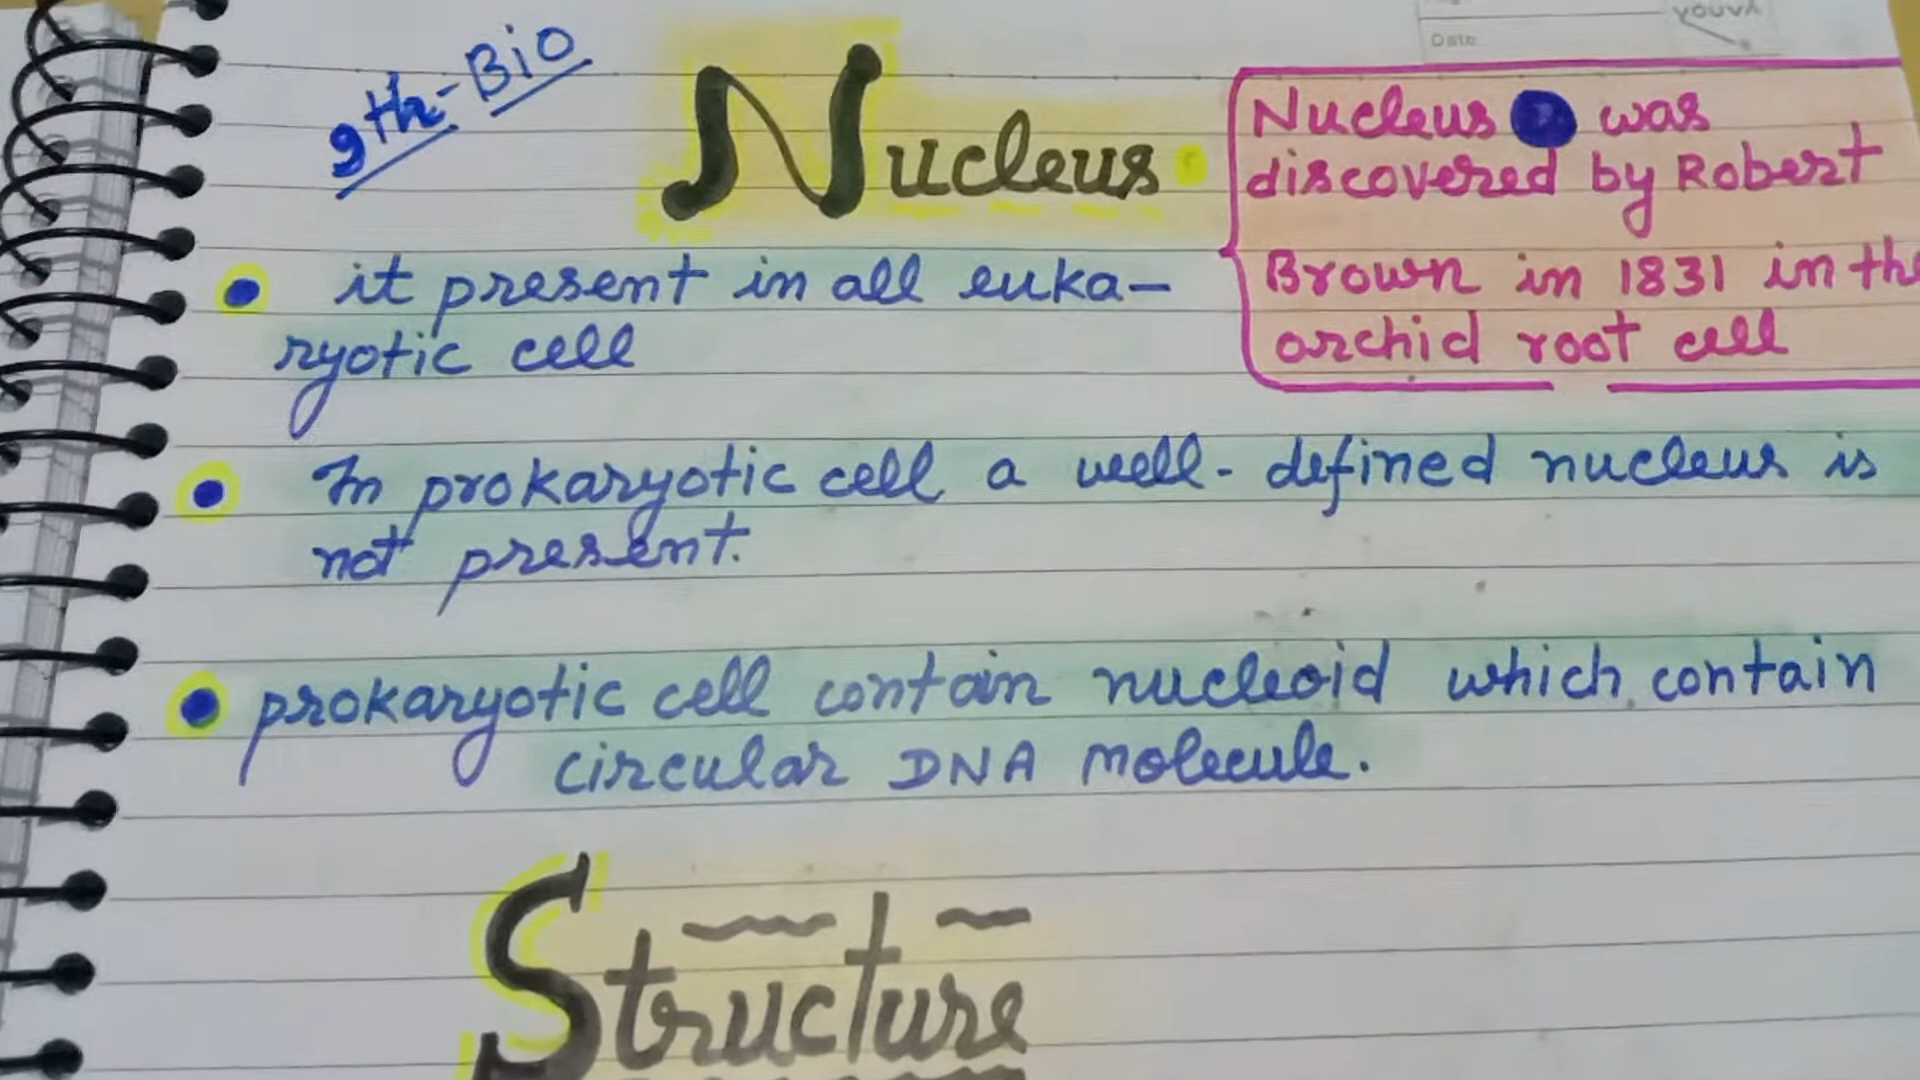 YOUVA
Date
9th-Bio
Nucleus
Nucleus was
discovered by Robert
Brown in 1831 in the
orchid root cell
it present in all euka-
ryotic cell
In prokaryotic cell a well-defined nucleus is
not present.
prokaryotic cell contain nucleoid which contain
circular DNA molecule.
Structure